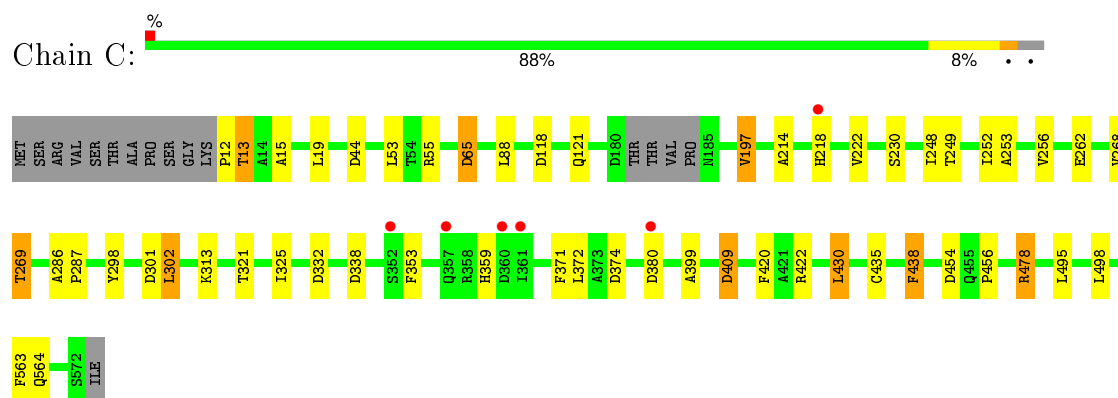 %
Chain C:
88% 8% • •
MET SER ARG VAL SER THR ALA PRO SER GLY LYS P12 T13 A14 A15 L19 D44 L53 T54 R55 D65 L88 D118 Q121 D180 THR THR VAL PRO N185 V197 A214 H218 V222 S230 I248 T249 I252 A253 V256 E262 V268
T269 A286 P287 Y298 D301 L302 K313 T321 I325 D332 D338 S352 F353 Q357 R358 H359 D360 I361 F371 L372 A373 D374 D380 A399 D409 F420 A421 R422 L430 C435 F438 D454 Q455 P456 R478 L495 L498
F563 Q564 S572 ILE